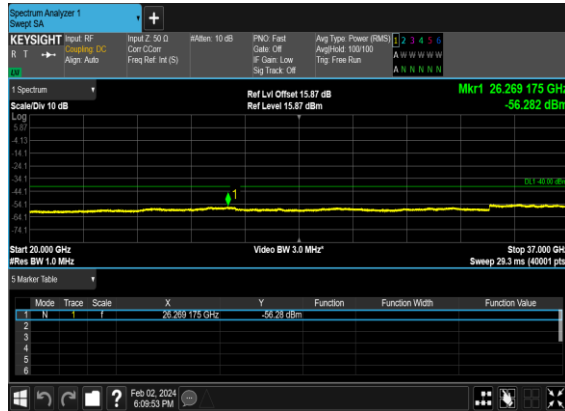 Spectrum Analyzer 1
Swept SA
+
KEYSIGHT Input: RF Input Z: 50 Ω #Atten: 10 dB PNO: Fast Avg Type: Power (RMS) 1 2 3 4 5 6
R T Coupling: DC Corr CCorr Gate: Off Avg|Hold: 100/100 A W W W W W
Align: Auto Freq Ref: Int (S) IF Gain: Low Trig: Free Run
LW Sig Track: Off A N N N N N
1 Spectrum Ref Lvl Offset 15.87 dB Mkr1 26.269 175 GHz
Scale/Div 10 dB Ref Level 15.87 dBm -56.282 dBm
Log
5.87
-4.13
-14.1
-24.1
-34.1
DL1 -40.00 dBm
-44.1
1
-54.1
-64.1
-74.1
Start 20.000 GHz Video BW 3.0 MHz* Stop 37.000 GHz
#Res BW 1.0 MHz Sweep 29.3 ms (40001 pts)
5 Marker Table
Mode Trace Scale X Y Function Function Width Function Value
1 N 1 f 26.269 175 GHz -56.28 dBm
2
3
4
5
6
? Feb 02, 2024
6:09:53 PM